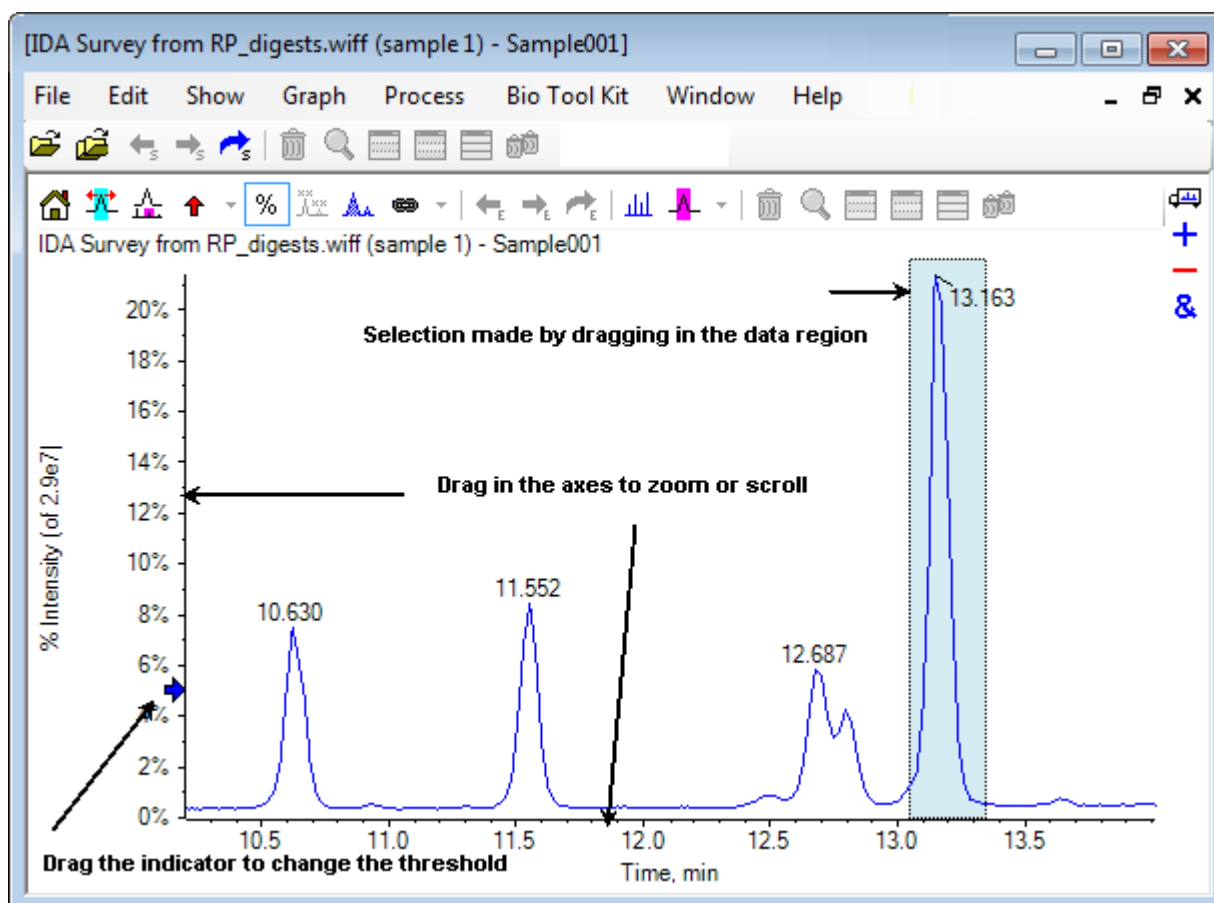 [IDA Survey from RP_digests.wiff (sample 1) - Sample001]
File Edit Show Graph Process Bio Tool Kit Window Help
S S S
% E E E
IDA Survey from RP_digests.wiff (sample 1) - Sample001
&
13.163
20%
Selection made by dragging in the data region
18%
16%
14%
Drag in the axes to zoom or scroll
12%
% Intensity (of 2.9e7)
10%
11.552
8%
10.630
12.687
6%
4%
2%
0%
10.5 11.0 11.5 12.0 12.5 13.0 13.5
Drag the indicator to change the threshold
Time, min